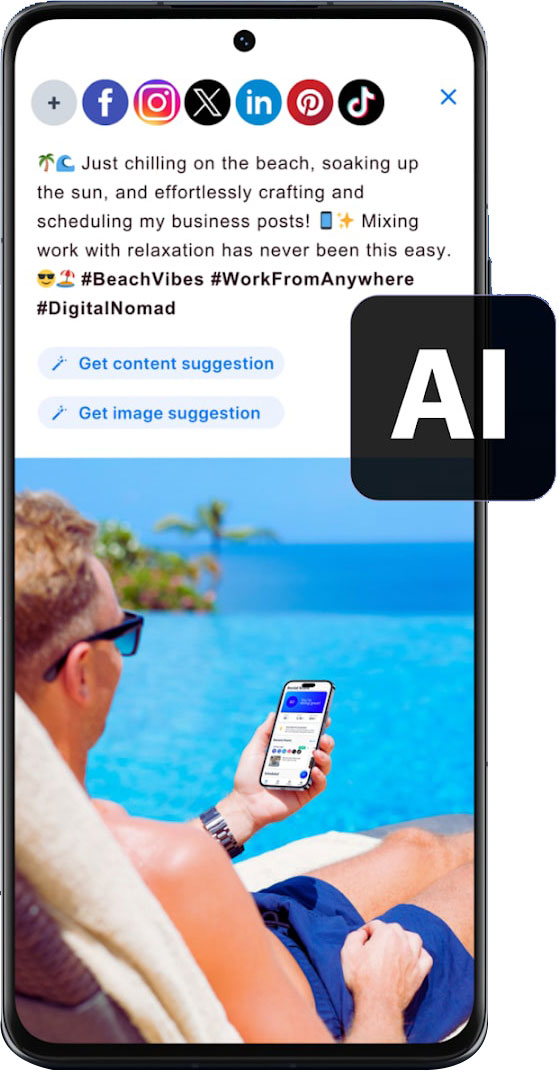 🌴🌊 Just chilling on the beach, soaking up
the sun, and effortlessly crafting and
scheduling my business posts! 📱✨ Mixing
work with relaxation has never been this easy.
😎🏖️ #BeachVibes #WorkFromAnywhere
#DigitalNomad
Get content suggestion
Get image suggestion
AI